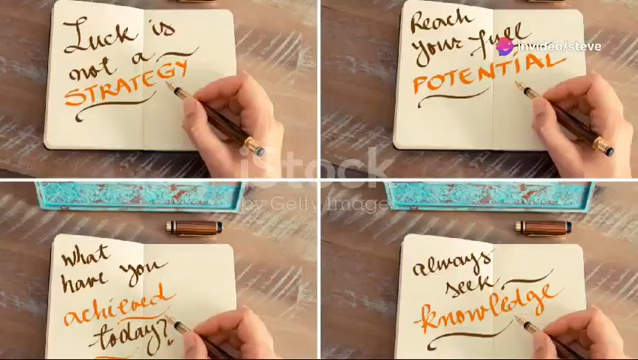 Luck is
not a
STRATEGY
Reach
your full
POTENTIAL
invideo/steve
iStock
by Getty Images
what
have you
achieved
today?
always
seek
knowledge